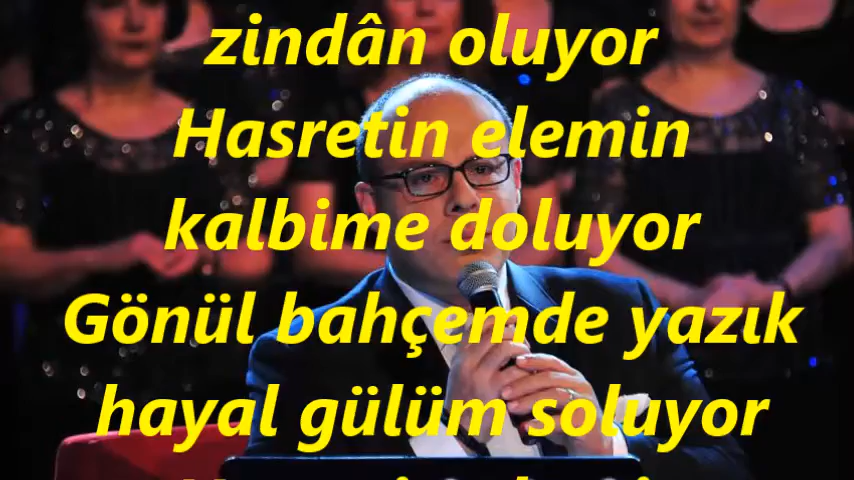 zindân oluyor
Hasretin elemin
kalbime doluyor
Gönül bahçemde yazık
hayal gülüm soluyor